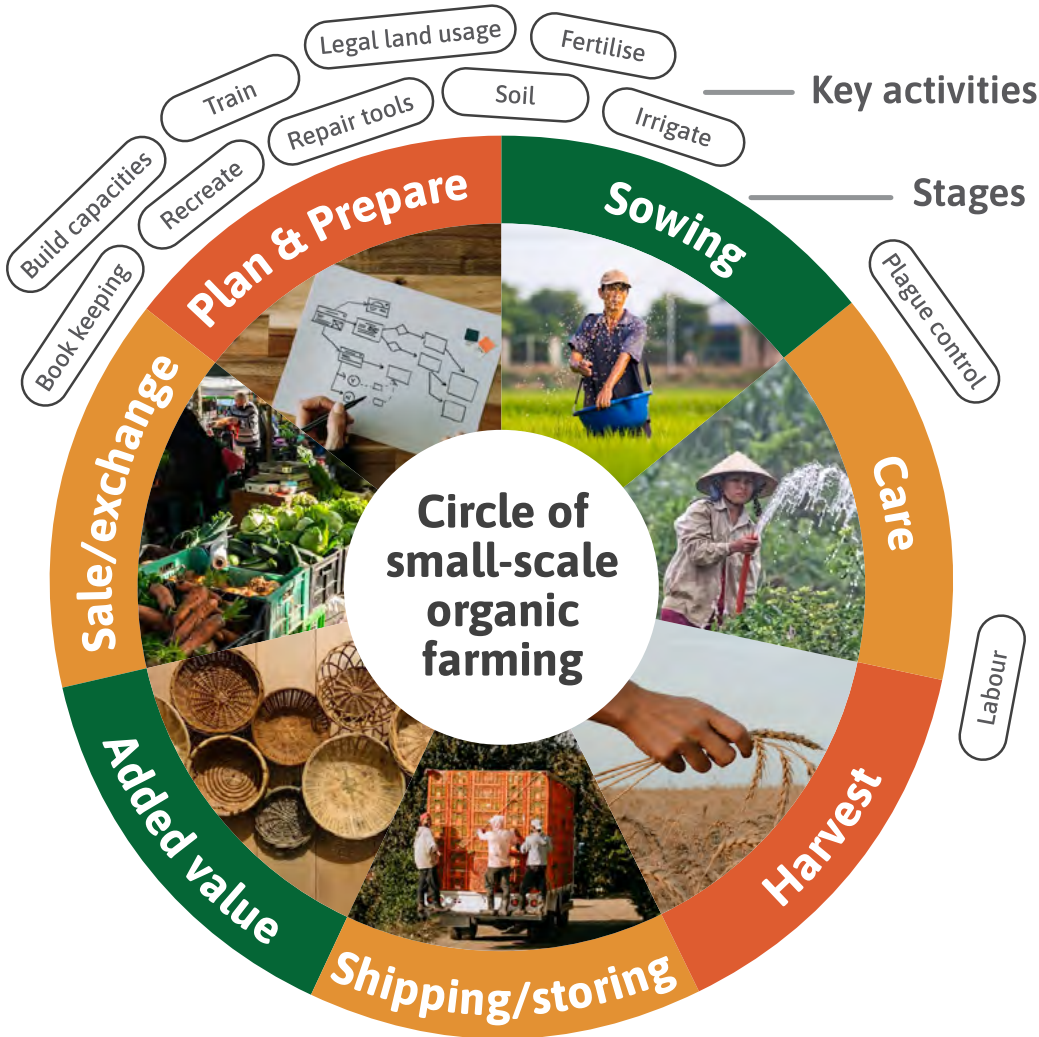 Legal land usage
Fertilise
Train
Repair tools
Soil
Irrigate
Key activities
Build capacities
Recreate
Book keeping
Stages
Plague control
Labour
Plan & Prepare
Sowing
Care
Harvest
Shipping/storing
Added value
Sale/exchange
Circle of
small-scale
organic
farming